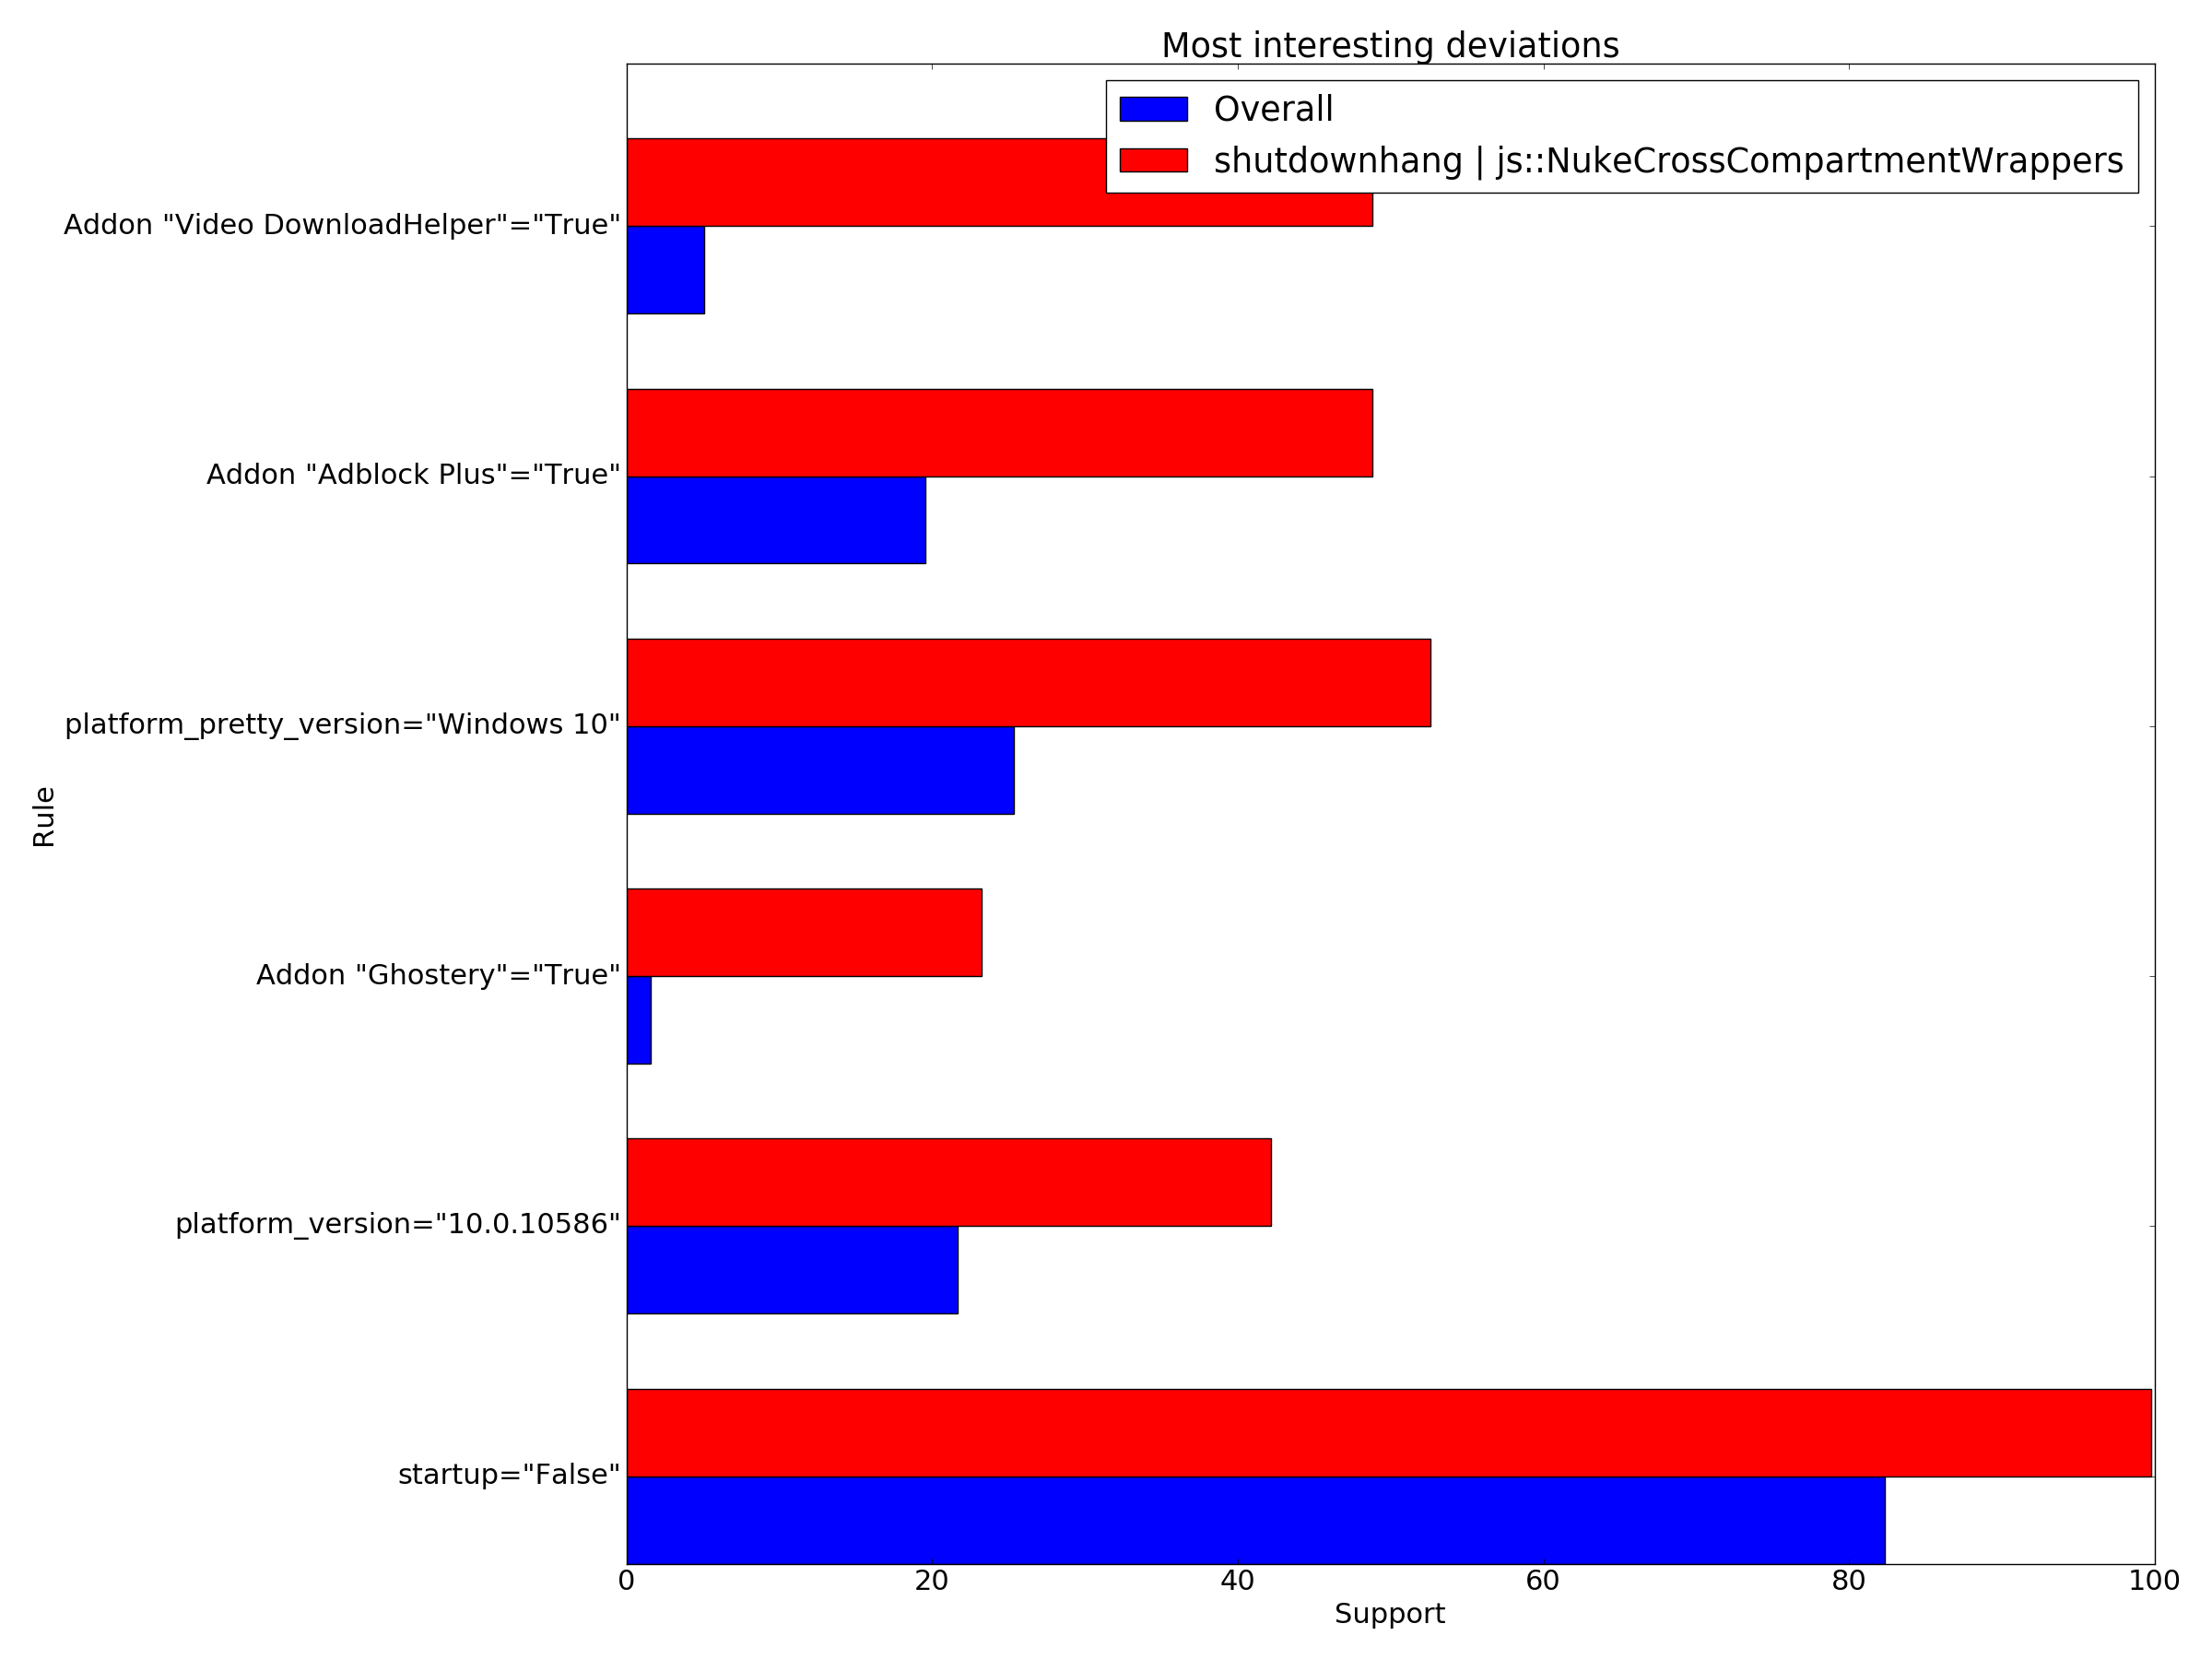 Most interesting deviations
Overall
shutdownhang | js::NukeCrossCompartmentWrappers
Addon "Video DownloadHelper"="True"
Addon "Adblock Plus"="True"
platform_pretty_version="Windows 10"
Rule
Addon "Ghostery"="True"
platform_version="10.0.10586"
startup="False"
0 20 40 60 80 100
Support